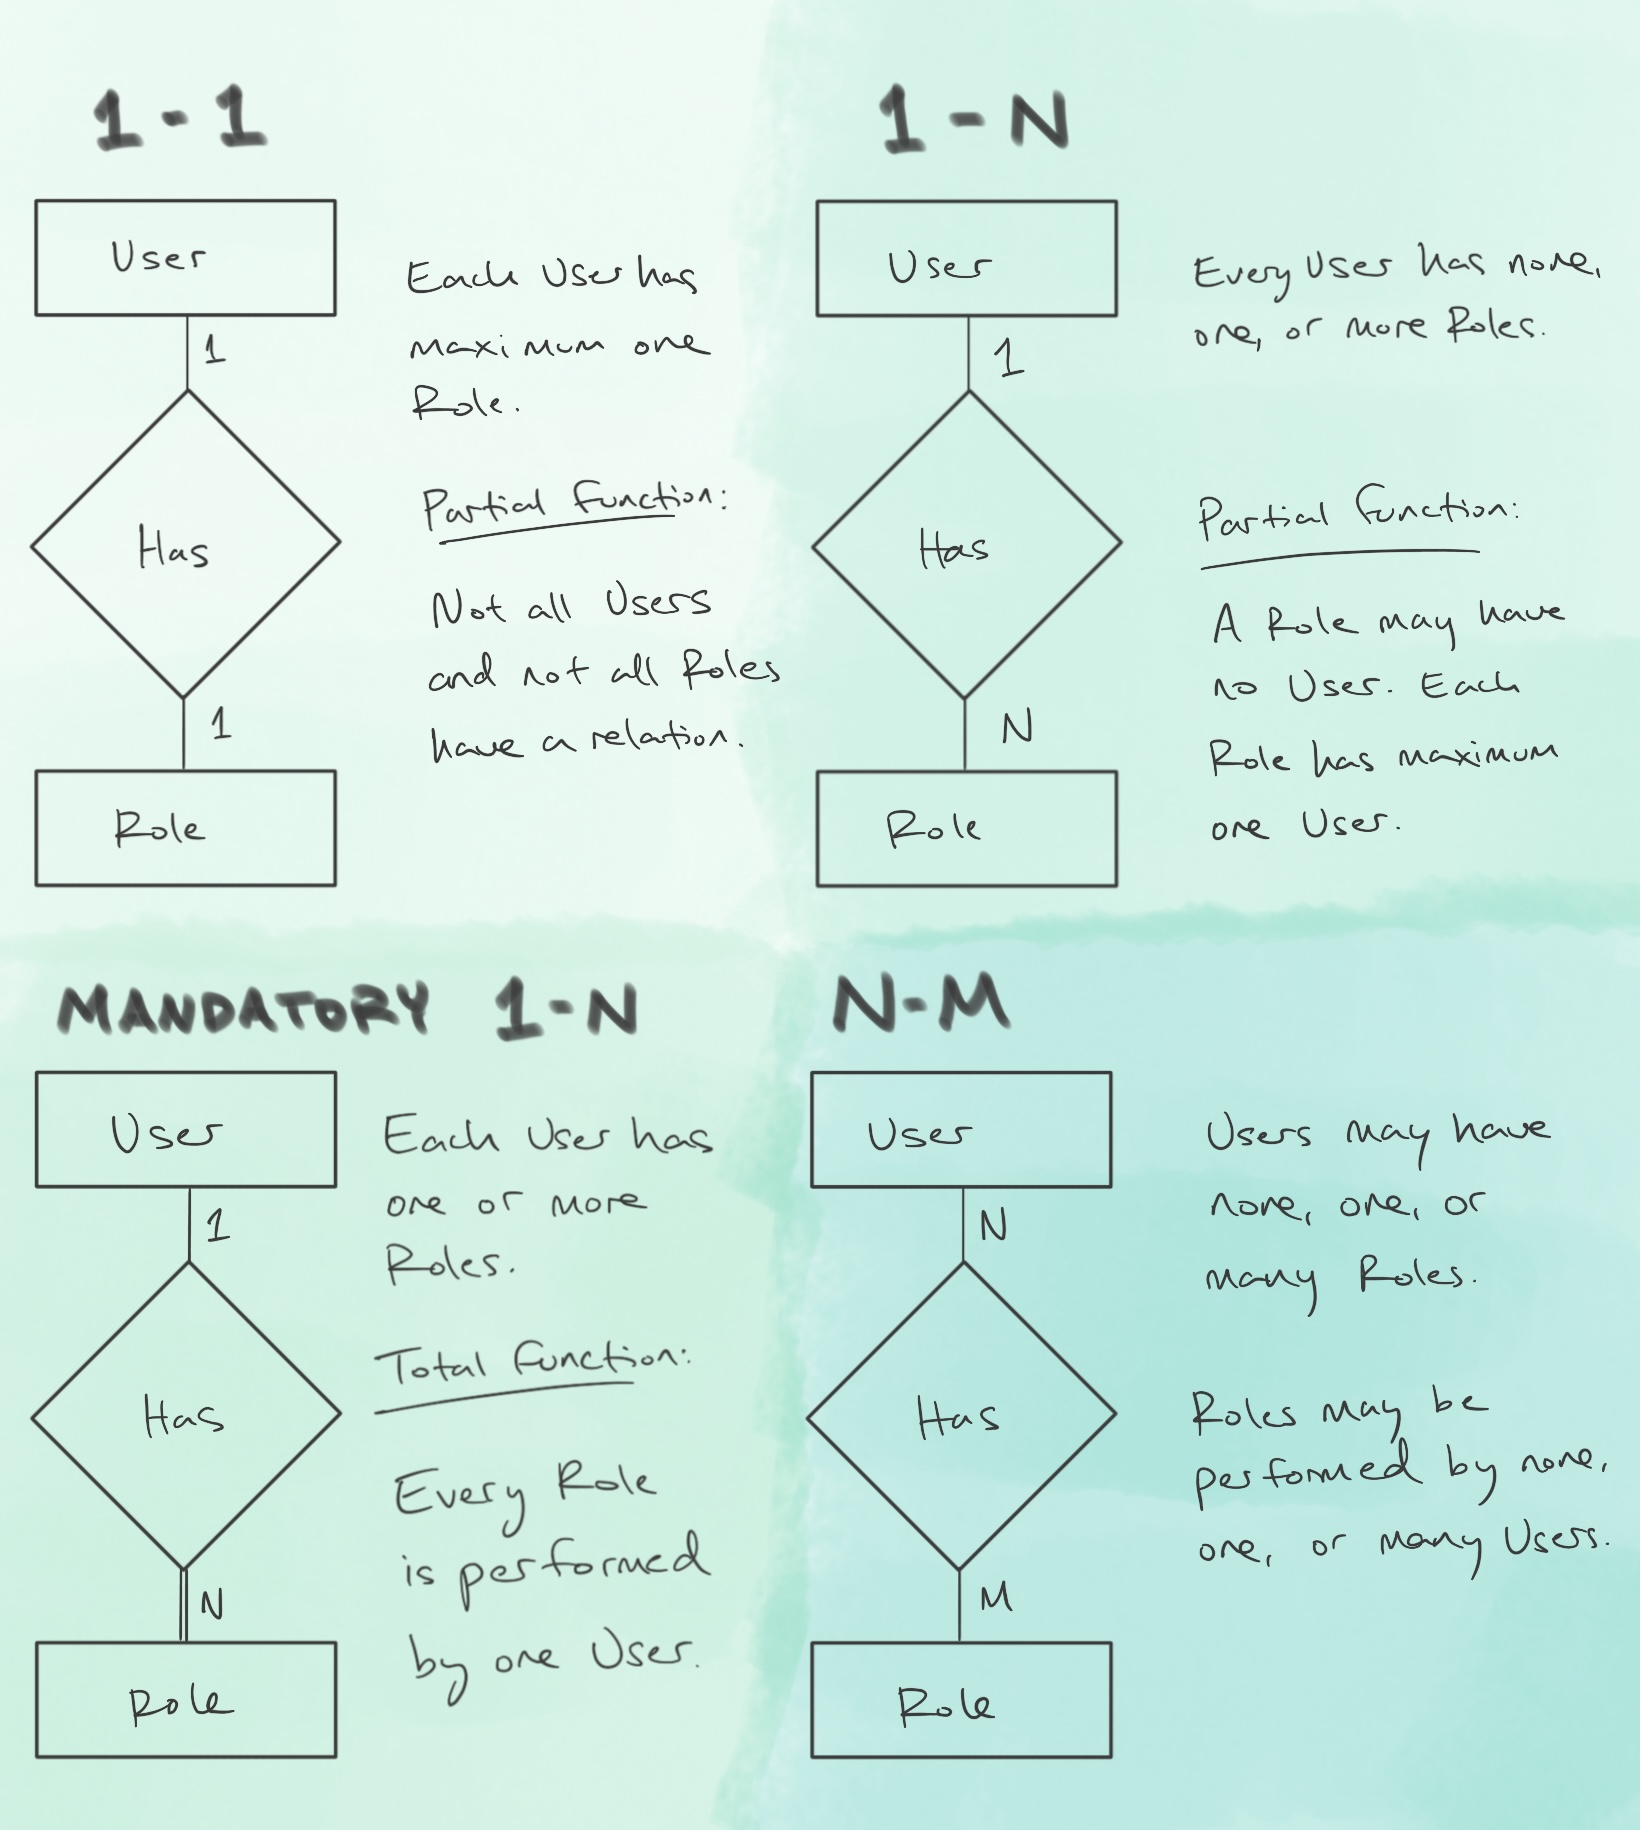 1-1
User
1
Has
1
Role
Each User has
maximum one
Role.
Partial Function:
Not all Users
and not all Roles
have a relation.
1-N
User
1
Has
N
Role
Every User has none,
one, or more Roles.
Partial Function:
A Role may have
no User. Each
Role has maximum
one User.
MANDATORY 1-N
User
1
Has
N
Role
Each User has
one or more
Roles.
Total Function:
Every Role
is performed
by one User.
N-M
User
N
Has
M
Role
Users may have
none, one, or
many Roles.
Roles may be
performed by none,
one, or many Users.